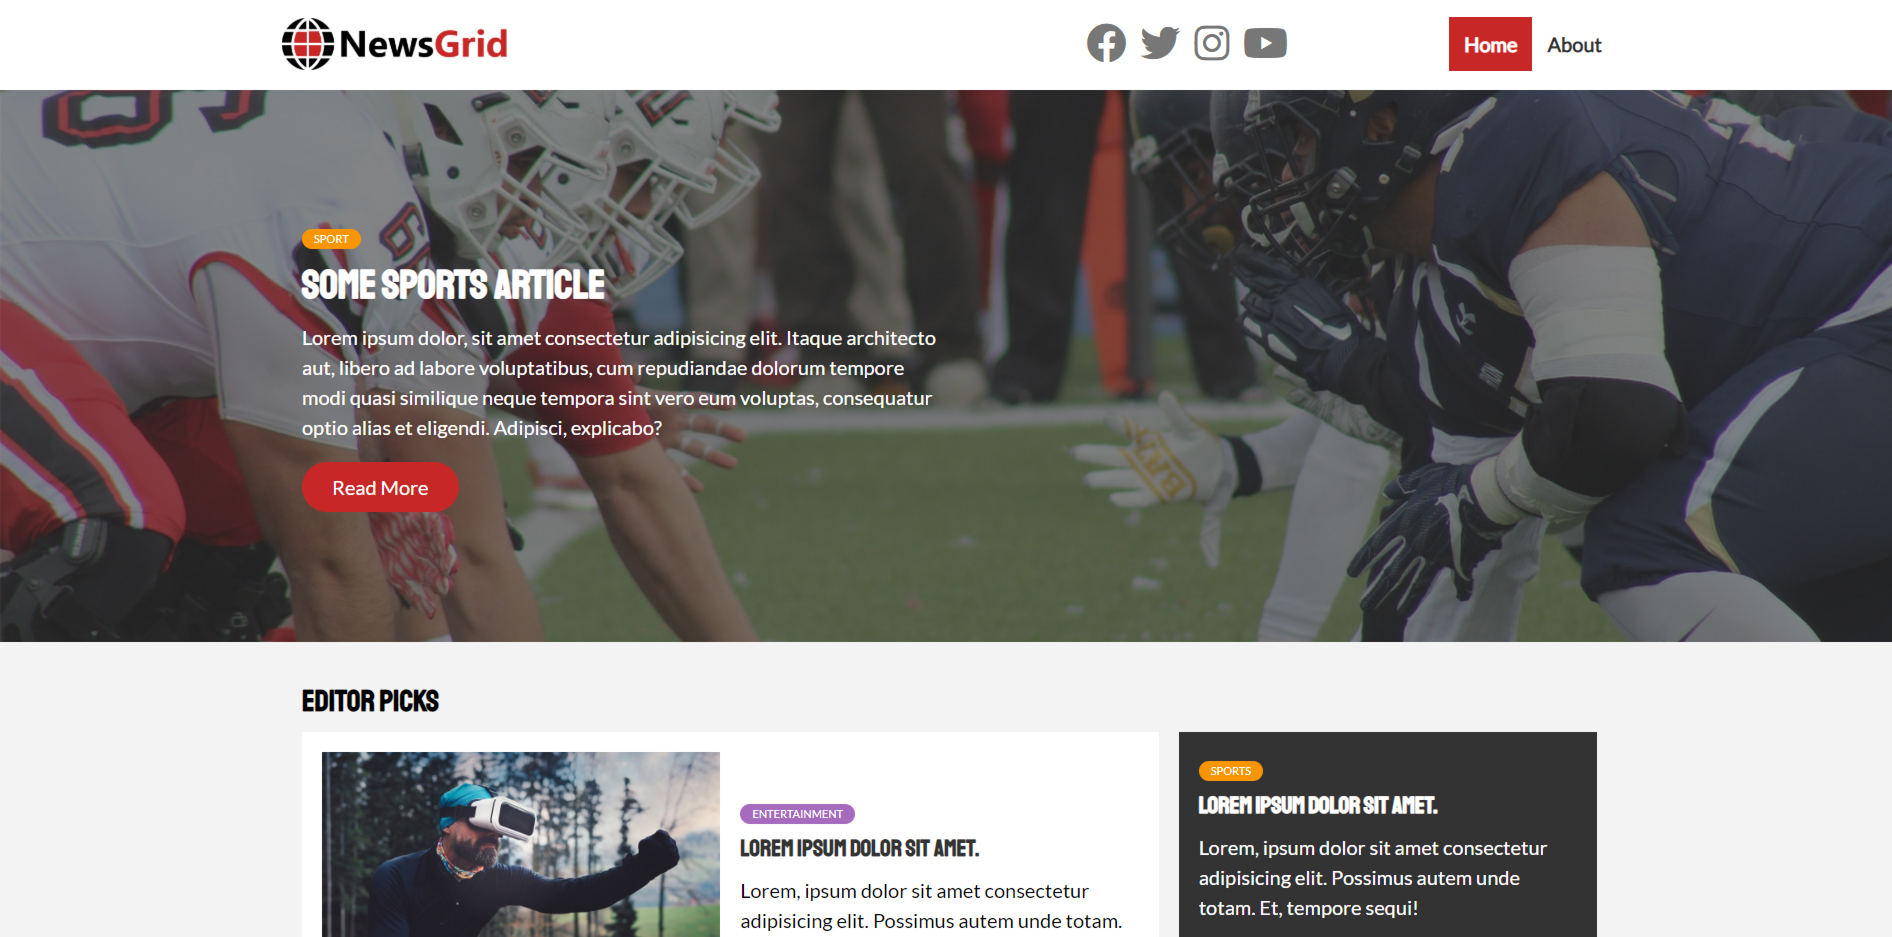 NewsGrid
Home
About
SPORT
SOME SPORTS ARTICLE
Lorem ipsum dolor, sit amet consectetur adipisicing elit. Itaque architecto
aut, libero ad labore voluptatibus, cum repudiandae dolorum tempore
modi quasi similique neque tempora sint vero eum voluptas, consequatur
optio alias et eligendi. Adipisci, explicabo?
Read More
EDITOR PICKS
ENTERTAINMENT
LOREM IPSUM DOLOR SIT AMET.
Lorem, ipsum dolor sit amet consectetur
adipisicing elit. Possimus autem unde totam.
SPORTS
LOREM IPSUM DOLOR SIT AMET.
Lorem, ipsum dolor sit amet consectetur
adipisicing elit. Possimus autem unde
totam. Et, tempore sequi!